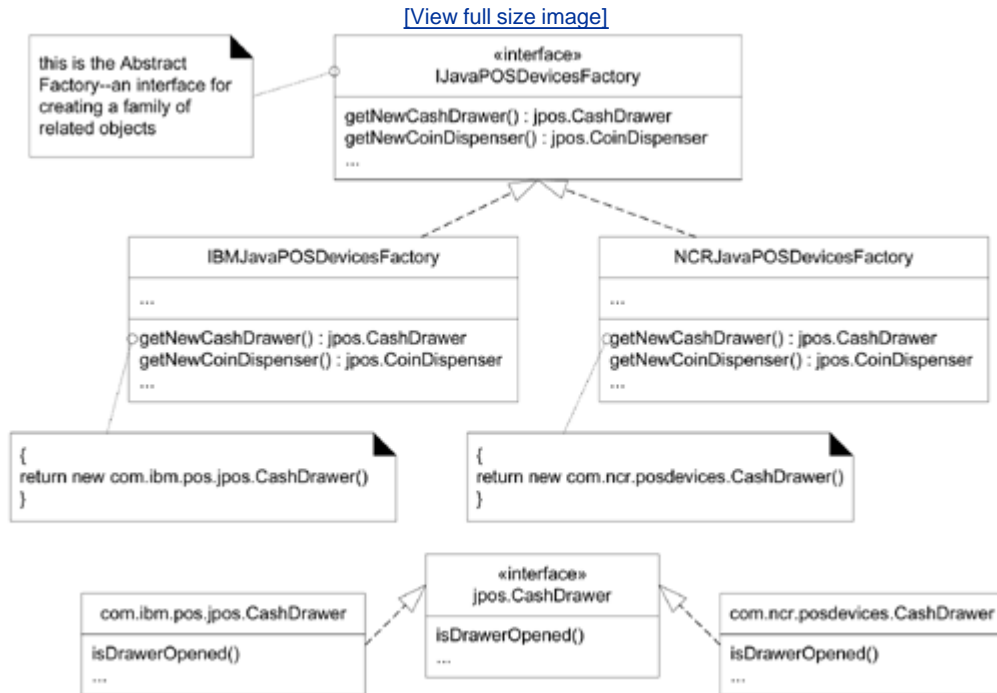 [View full size image]
this is the Abstract
Factory--an interface for
creating a family of
related objects
«interface»
IJavaPOSDevicesFactory
getNewCashDrawer() : jpos.CashDrawer
getNewCoinDispenser() : jpos.CoinDispenser
...
IBMJavaPOSDevicesFactory
...
getNewCashDrawer() : jpos.CashDrawer
getNewCoinDispenser() : jpos.CoinDispenser
...
NCRJavaPOSDevicesFactory
...
getNewCashDrawer() : jpos.CashDrawer
getNewCoinDispenser() : jpos.CoinDispenser
...
{
return new com.ibm.pos.jpos.CashDrawer()
}
{
return new com.ncr.posdevices.CashDrawer()
}
com.ibm.pos.jpos.CashDrawer
isDrawerOpened()
...
«interface»
jpos.CashDrawer
isDrawerOpened()
...
com.ncr.posdevices.CashDrawer
isDrawerOpened()
...